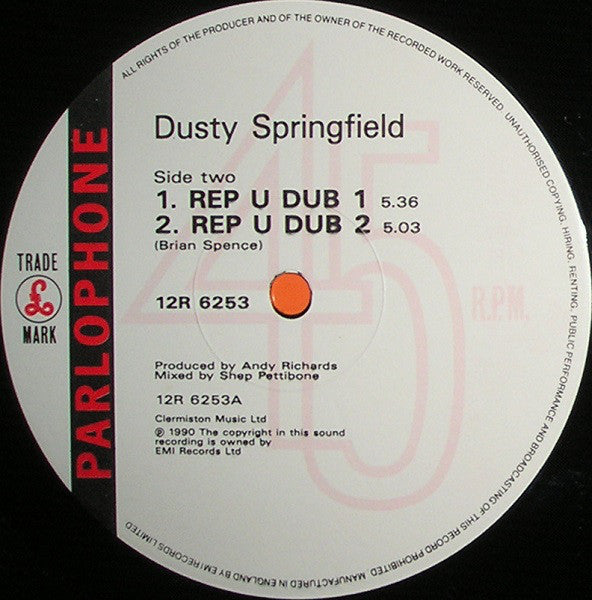 ALL RIGHTS OF THE PRODUCER AND OF THE OWNER OF THE RECORDED WORK RESERVED. UNAUTHORISED COPYING, HIRING, RENTING, PUBLIC PERFORMANCE AND BROADCASTING OF THIS RECORD PROHIBITED. MANUFACTURED IN ENGLAND BY EMI RECORDS LIMITED
PARLOPHONE
TRADE
£
MARK
45
R.P.M.
Dusty Springfield
Side two
1. REP U DUB 1 5.36
2. REP U DUB 2 5.03
(Brian Spence)
12R 6253
Produced by Andy Richards
Mixed by Shep Pettibone
12R 6253A
Clermiston Music Ltd
℗ 1990 The copyright in this sound
recording is owned by
EMI Records Ltd